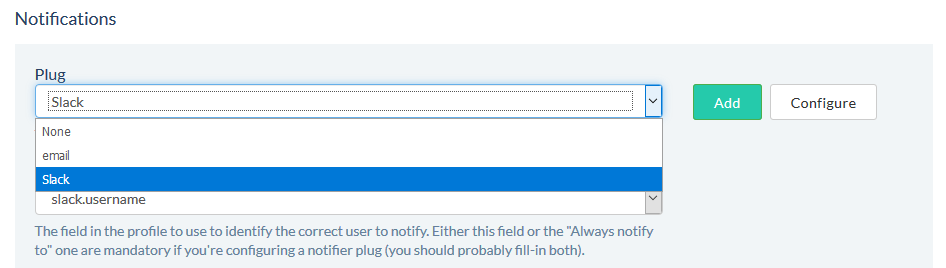 Notifications
Plug
Slack
Add
Configure
None
email
Slack
slack.username
The field in the profile to use to identify the correct user to notify. Either this field or the "Always notify
to" one are mandatory if you're configuring a notifier plug (you should probably fill-in both).